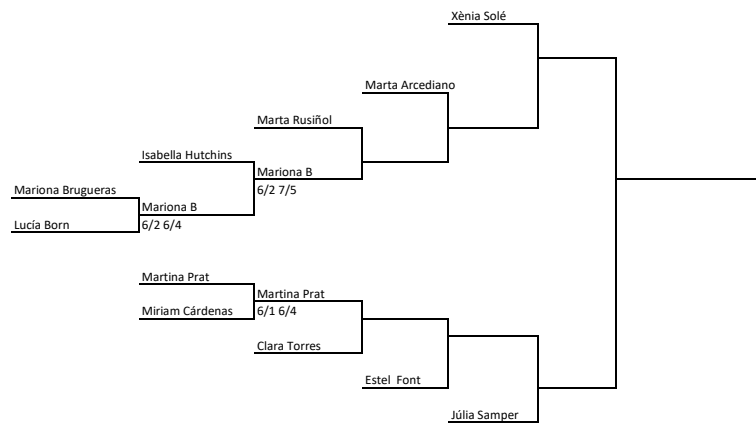 Xènia Solé
Marta Arcediano
Marta Rusiñol
Isabella Hutchins
Mariona B
6/2 7/5
Mariona Brugueras
Mariona B
6/2 6/4
Lucía Born
Martina Prat
Martina Prat
6/1 6/4
Miriam Cárdenas
Clara Torres
Estel  Font
Júlia Samper